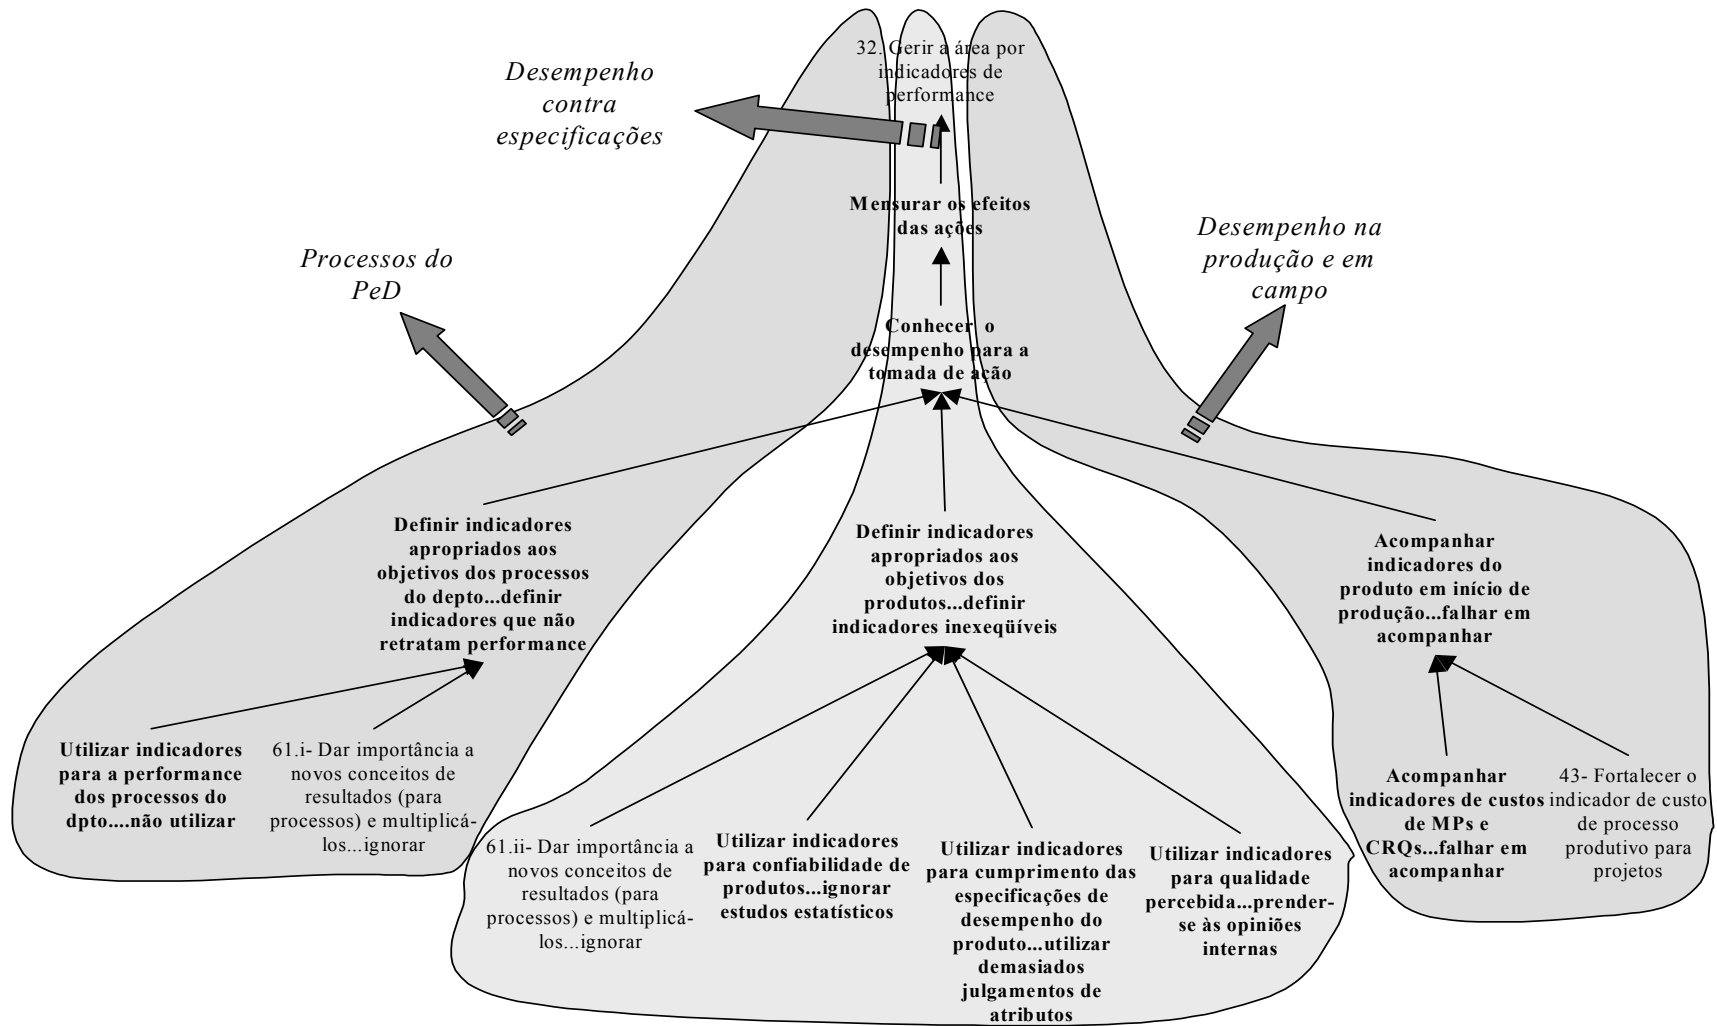 32. Gerir a área por
indicadores de
performance
Desempenho
contra
especificações
Mensurar os efeitos
das ações
Desempenho na
produção e em
campo
Processos do
PeD
Conhecer o
desempenho para a
tomada de ação
Definir indicadores
apropriados aos
objetivos dos processos
do depto...definir
indicadores que não
retratam performance
Definir indicadores
apropriados aos
objetivos dos
produtos...definir
indicadores inexeqüíveis
Acompanhar
indicadores do
produto em início de
produção...falhar em
acompanhar
Utilizar indicadores
para a performance
dos processos do
dpto....não utilizar
61.i- Dar importância a
novos conceitos de
resultados (para
processos) e multiplicá-
los...ignorar
61.ii- Dar importância a
novos conceitos de
resultados (para
processos) e multiplicá-
los...ignorar
Utilizar indicadores
para confiabilidade de
produtos...ignorar
estudos estatísticos
Utilizar indicadores
para cumprimento das
especificações de
desempenho do
produto...utilizar
demasiados
julgamentos de
atributos
Utilizar indicadores
para qualidade
percebida...prender-
se às opiniões
internas
Acompanhar
indicadores de custos
de MPs e
CRQs...falhar em
acompanhar
43- Fortalecer o
indicador de custo
de processo
produtivo para
projetos